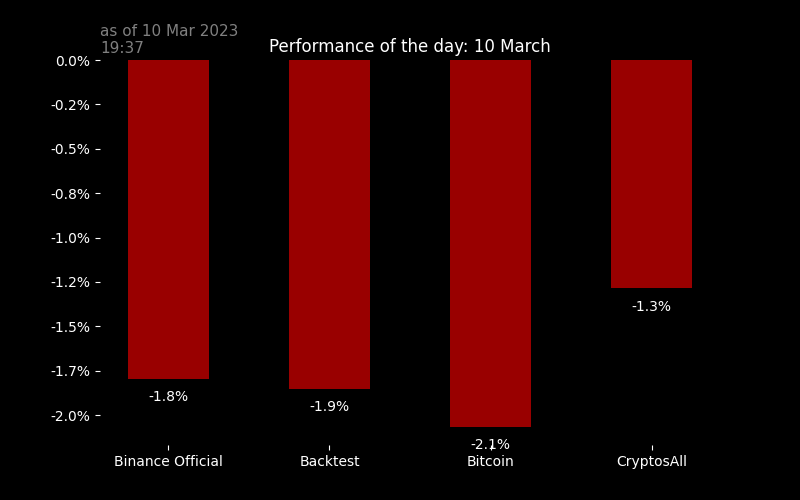 as of 10 Mar 2023
19:37
Performance of the day: 10 March
0.0%
-0.2%
-0.5%
-0.8%
-1.0%
-1.2%
-1.5%
-1.7%
-2.0%
-1.8%
-1.9%
-2.1%
-1.3%
Binance Official
Backtest
Bitcoin
CryptosAll